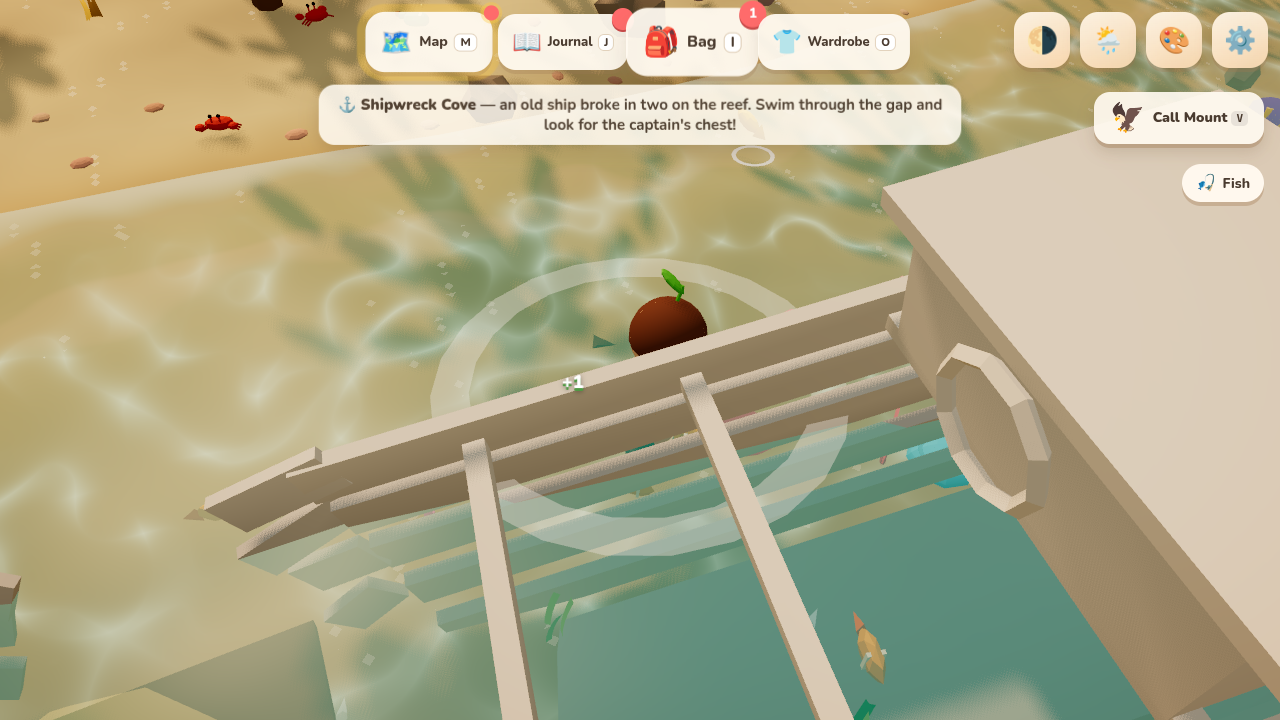 Map M
Journal J
Bag I
1
Wardrobe O
Shipwreck Cove — an old ship broke in two on the reef. Swim through the gap and
look for the captain's chest!
Call Mount V
Fish
+1